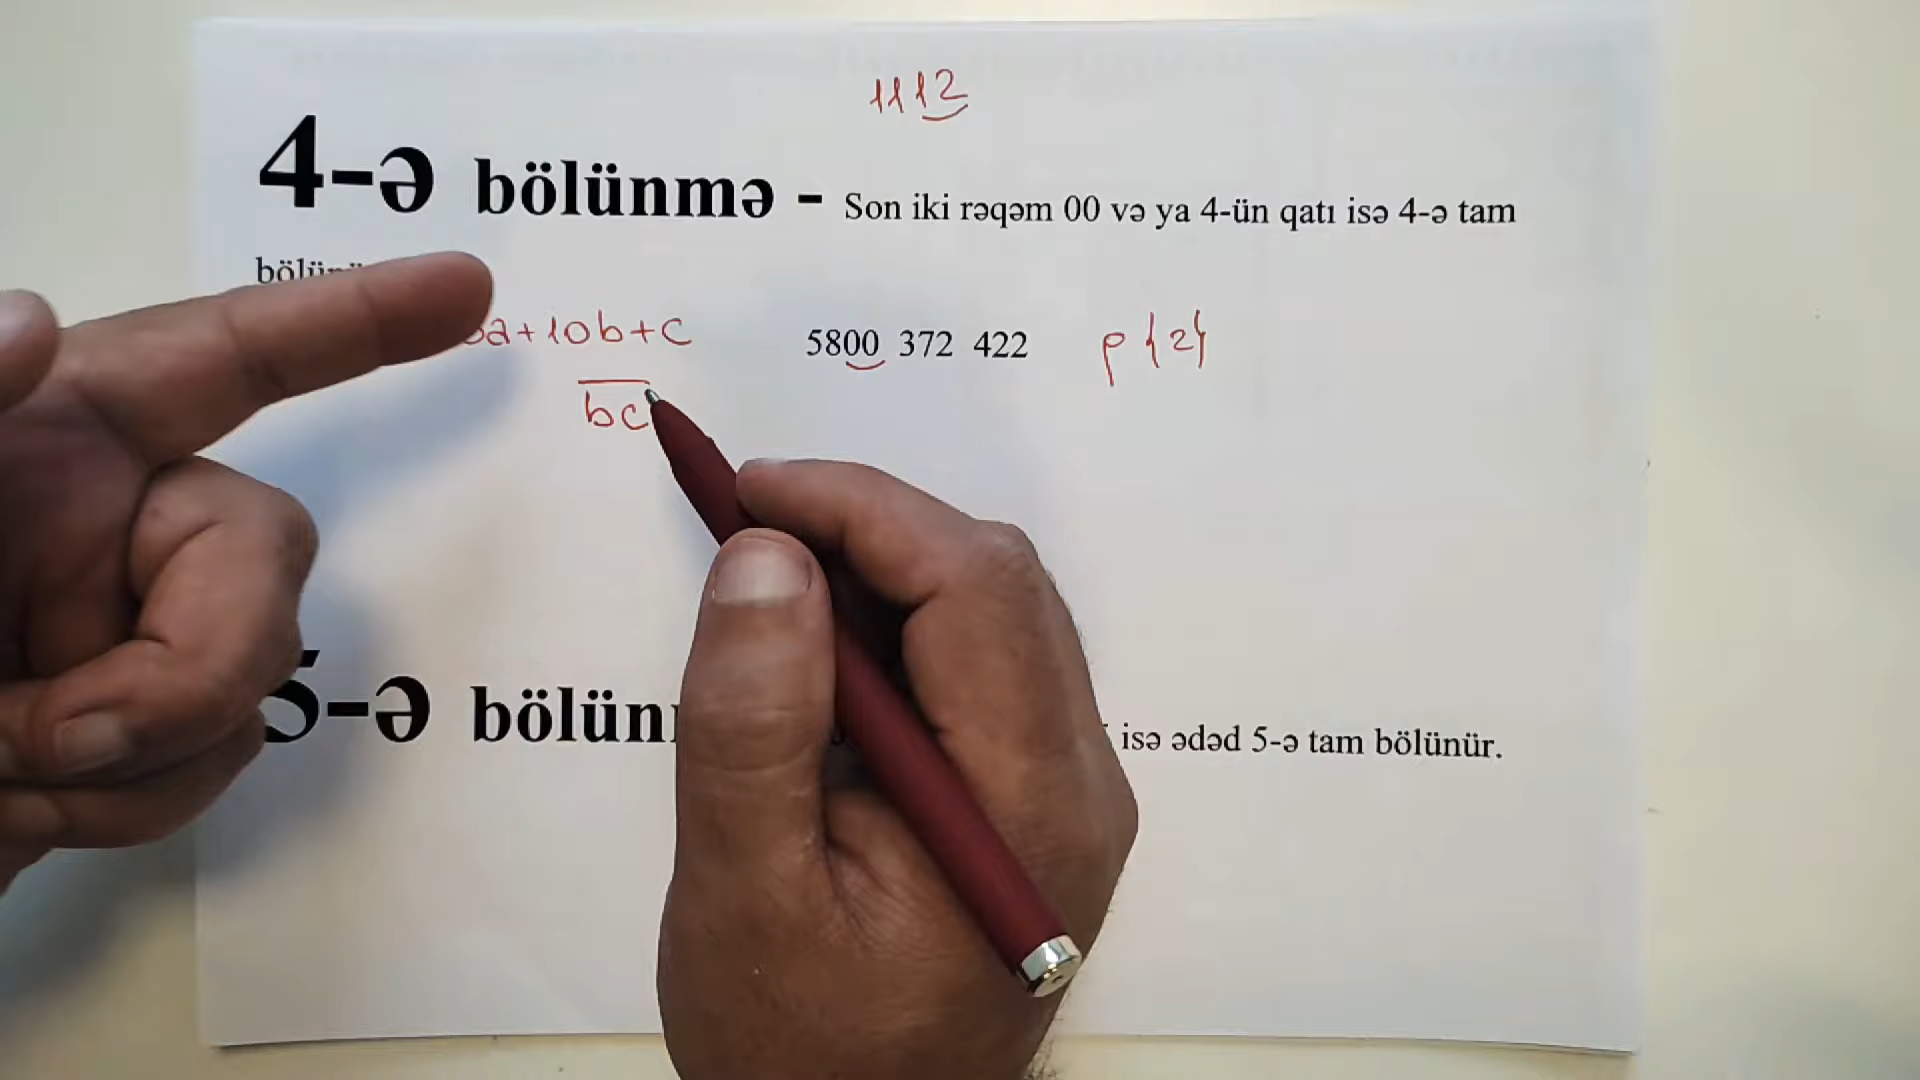 1112
4-ə bölünmə - Son iki rəqəm 00 və ya 4-ün qatı isə 4-ə tam
a+10b+c 5800 372 422 p{2}
bc
5-ə isə ədəd 5-ə tam bölünür.